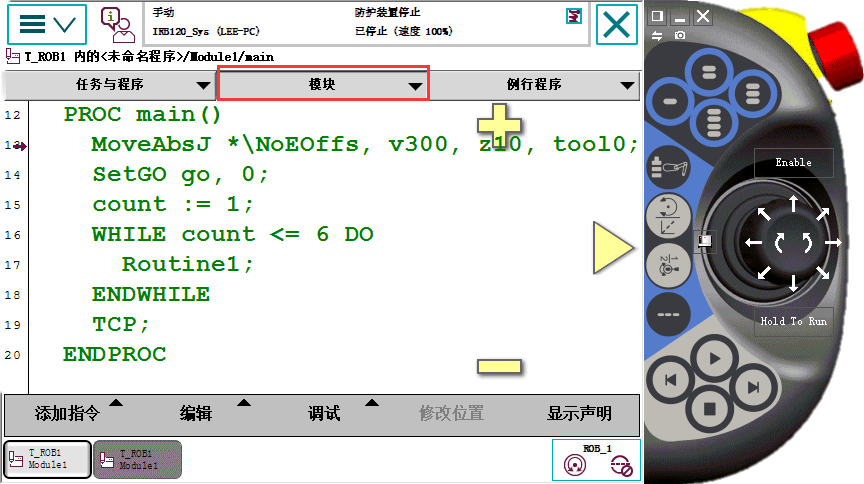 手动
防护装置停止
IRB120_Sys (LEE-PC)
已停止 (速度 100%)
T_ROB1 内的<未命名程序>/Module1/main
任务与程序
模块
例行程序
12 PROC main()
13 MoveAbsJ *\NoEOffs, v300, z10, tool0;
14 SetGO go, 0;
15 count := 1;
16 WHILE count <= 6 DO
17 Routine1;
18 ENDWHILE
19 TCP;
20 ENDPROC
添加指令
编辑
调试
修改位置
显示声明
T_ROB1
Module1
T_ROB1
Module1
ROB_1
Enable
Hold To Run